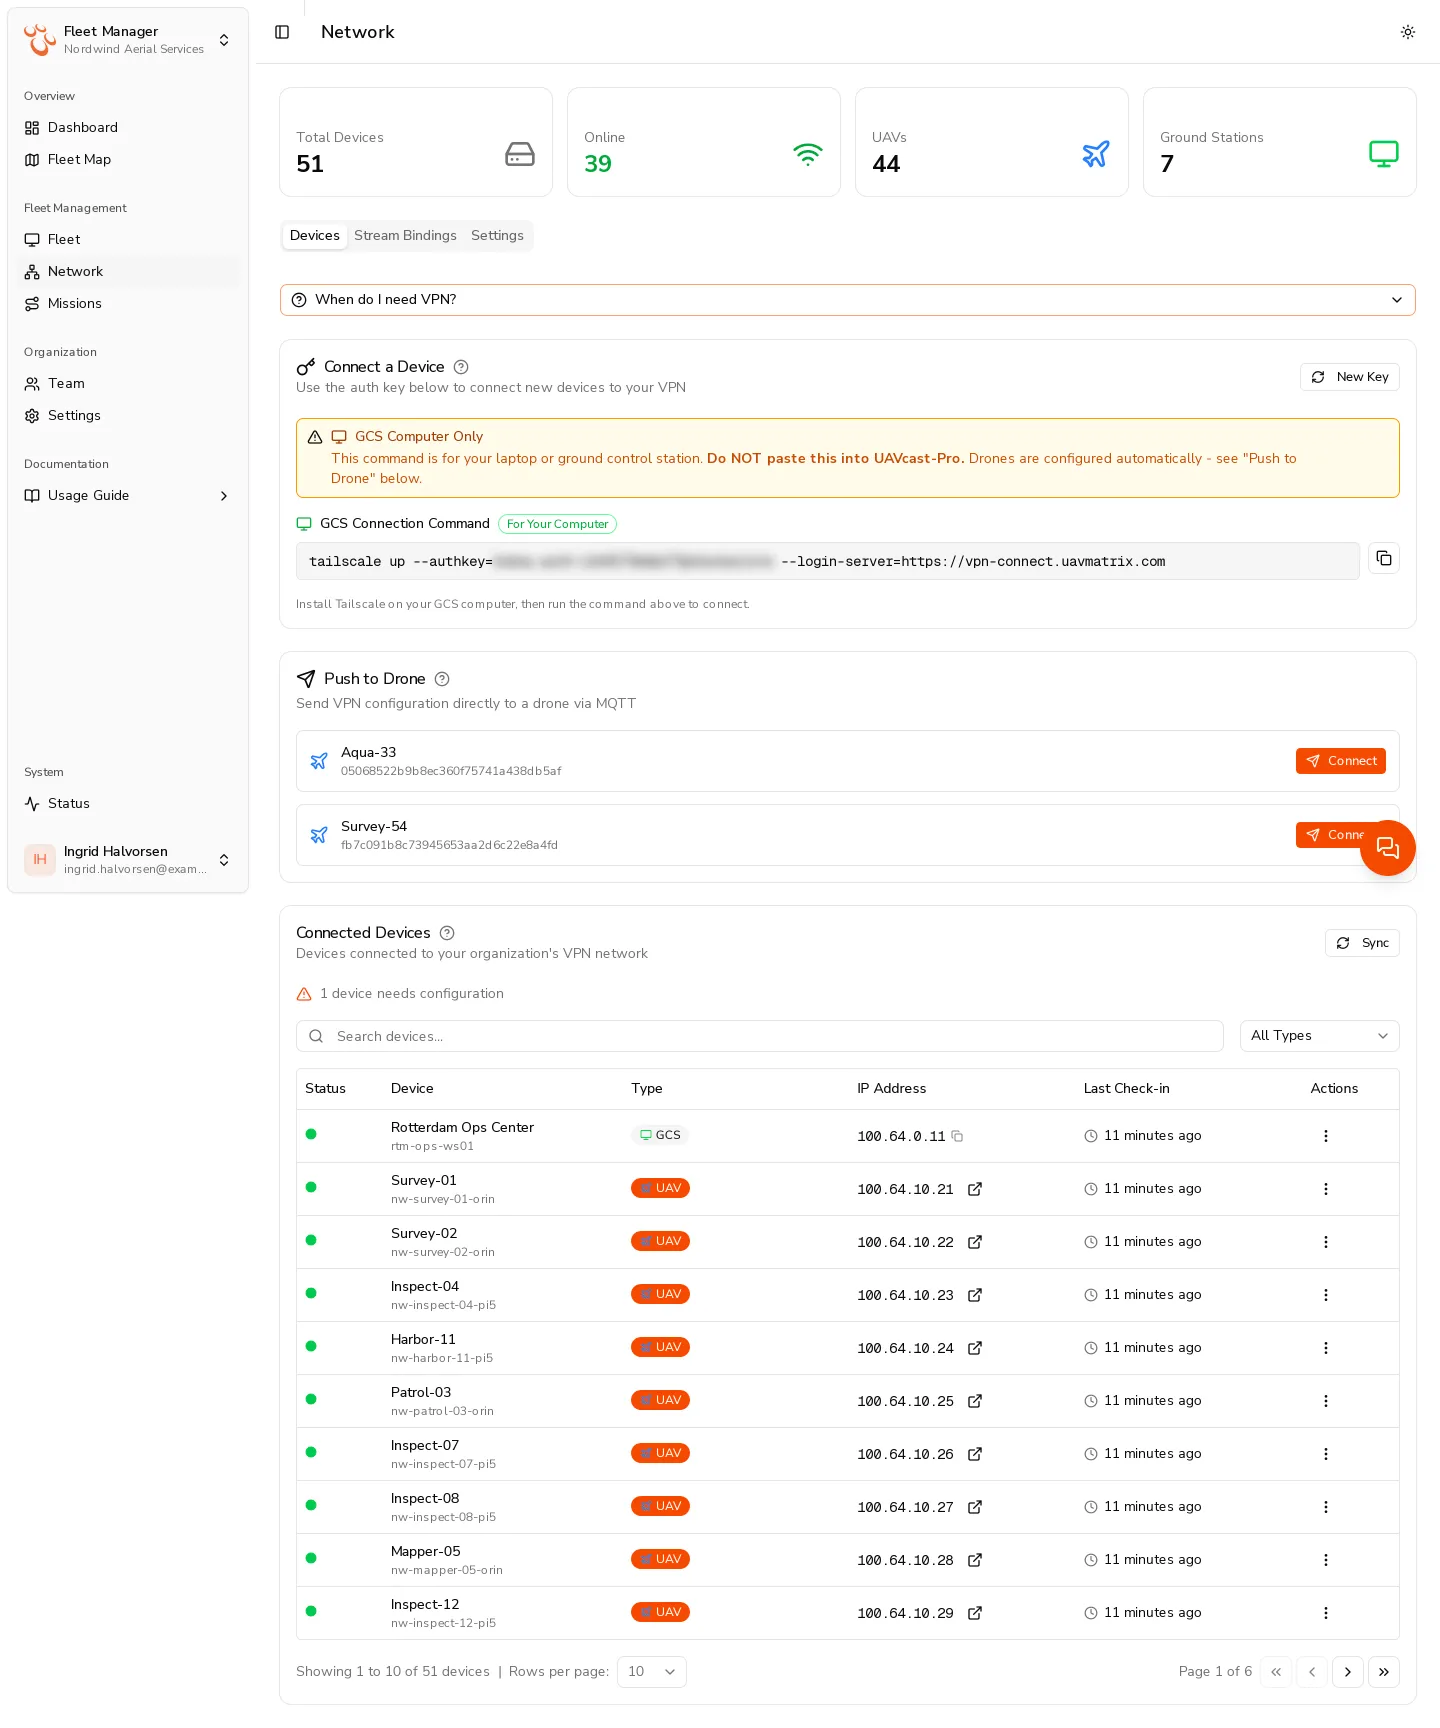 Fleet Manager
Nordwind Aerial Services
Overview
Dashboard
Fleet Map
Fleet Management
Fleet
Network
Missions
Organization
Team
Settings
Documentation
Usage Guide
System
Status
IH
Ingrid Halvorsen
ingrid.halvorsen@exam...
Network
Total Devices
51
Online
39
UAVs
44
Ground Stations
7
Devices Stream Bindings Settings
When do I need VPN?
Connect a Device
Use the auth key below to connect new devices to your VPN
New Key
GCS Computer Only
This command is for your laptop or ground control station. Do NOT paste this into UAVcast-Pro. Drones are configured automatically - see "Push to
Drone" below.
GCS Connection Command For Your Computer
tailscale up --authkey= --login-server=https://vpn-connect.uavmatrix.com
Install Tailscale on your GCS computer, then run the command above to connect.
Push to Drone
Send VPN configuration directly to a drone via MQTT
Aqua-33
05068522b9b8ec360f75741a438db5af
Connect
Survey-54
fb7c091b8c73945653aa2d6c22e8a4fd
Conne
Connected Devices
Devices connected to your organization's VPN network
Sync
1 device needs configuration
Search devices...
All Types
Status Device Type IP Address Last Check-in Actions
Rotterdam Ops Center
rtm-ops-ws01
GCS 100.64.0.11 11 minutes ago
Survey-01
nw-survey-01-orin
UAV 100.64.10.21 11 minutes ago
Survey-02
nw-survey-02-orin
UAV 100.64.10.22 11 minutes ago
Inspect-04
nw-inspect-04-pi5
UAV 100.64.10.23 11 minutes ago
Harbor-11
nw-harbor-11-pi5
UAV 100.64.10.24 11 minutes ago
Patrol-03
nw-patrol-03-orin
UAV 100.64.10.25 11 minutes ago
Inspect-07
nw-inspect-07-pi5
UAV 100.64.10.26 11 minutes ago
Inspect-08
nw-inspect-08-pi5
UAV 100.64.10.27 11 minutes ago
Mapper-05
nw-mapper-05-orin
UAV 100.64.10.28 11 minutes ago
Inspect-12
nw-inspect-12-pi5
UAV 100.64.10.29 11 minutes ago
Showing 1 to 10 of 51 devices | Rows per page: 10
Page 1 of 6